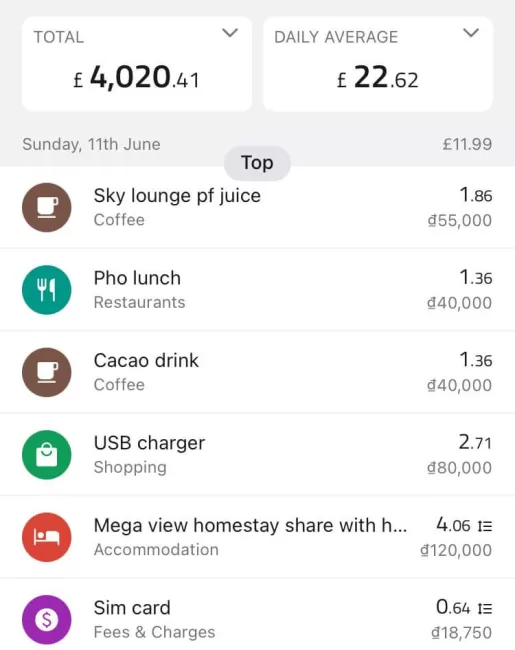 TOTAL
£ 4,020.41
DAILY AVERAGE
£ 22.62
Sunday, 11th June
£11.99
Top
Sky lounge pf juice
1.86
Coffee
₫55,000
Pho lunch
1.36
Restaurants
₫40,000
Cacao drink
1.36
Coffee
₫40,000
USB charger
2.71
Shopping
₫80,000
Mega view homestay share with h...
4.06
Accommodation
₫120,000
Sim card
0.64
Fees & Charges
₫18,750